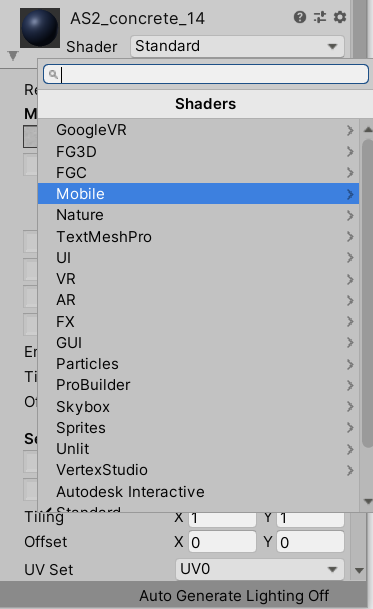 AS2_concrete_14
Shader Standard
Shaders
Re
M
GoogleVR
FG3D
FGC
Mobile
Nature
TextMeshPro
UI
VR
AR
FX
GUI
En
Particles
Ti
ProBuilder
Of
Skybox
Sprites
Se
Unlit
VertexStudio
Autodesk Interactive
Standard
Tiling X 1 Y 1
Offset X 0 Y 0
UV Set UV0
Auto Generate Lighting Off